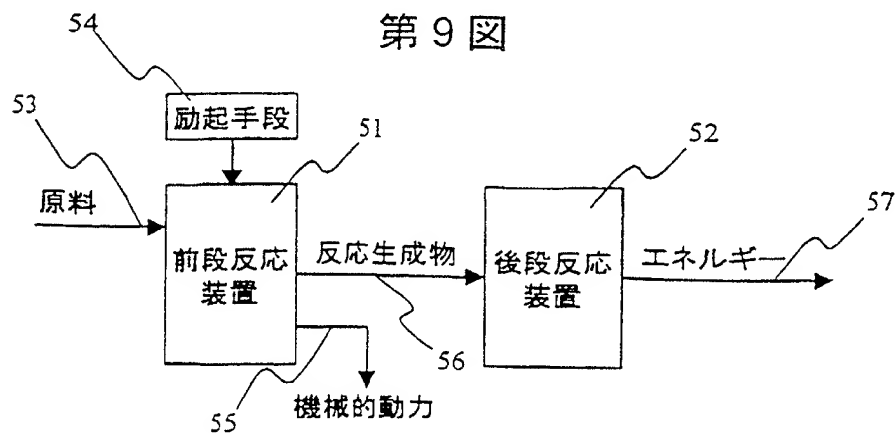 第9図
54
励起手段
53
51
52
原料
前段反応
装置
反応生成物
後段反応
装置
エネルギー
57
56
55
機械的動力